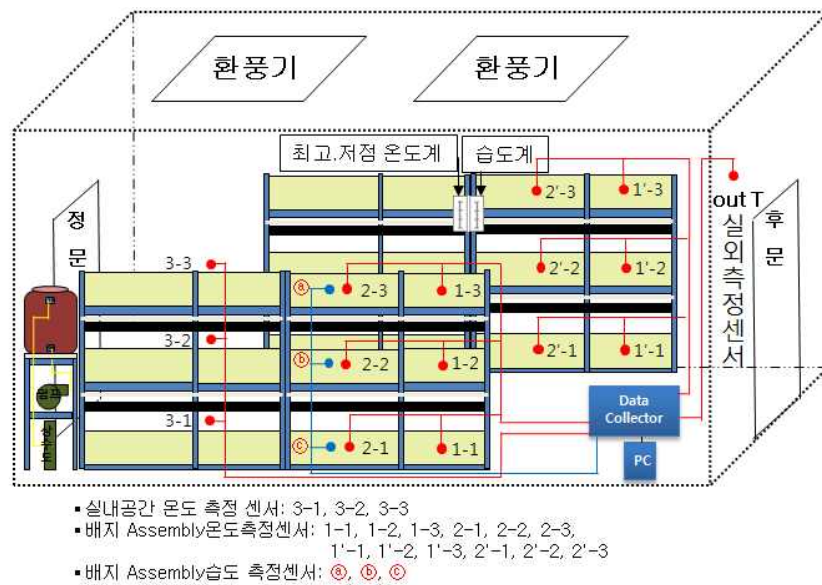 환풍기
환풍기
최고.저점 온도계
습도계
정문
후문
2'-3
1'-3
out T
실외측정센서
3-3
2'-2
1'-2
ⓐ
2-3
1-3
3-2
2'-1
1'-1
ⓑ
2-2
1-2
펌프
Data
Collector
3-1
상수도
ⓒ
2-1
1-1
PC
▪ 실내공간 온도 측정 센서: 3-1, 3-2, 3-3
▪ 배지 Assembly온도측정센서: 1-1, 1-2, 1-3, 2-1, 2-2, 2-3,
1'-1, 1'-2, 1'-3, 2'-1, 2'-2, 2'-3
▪ 배지 Assembly습도 측정센서: ⓐ, ⓑ, ⓒ